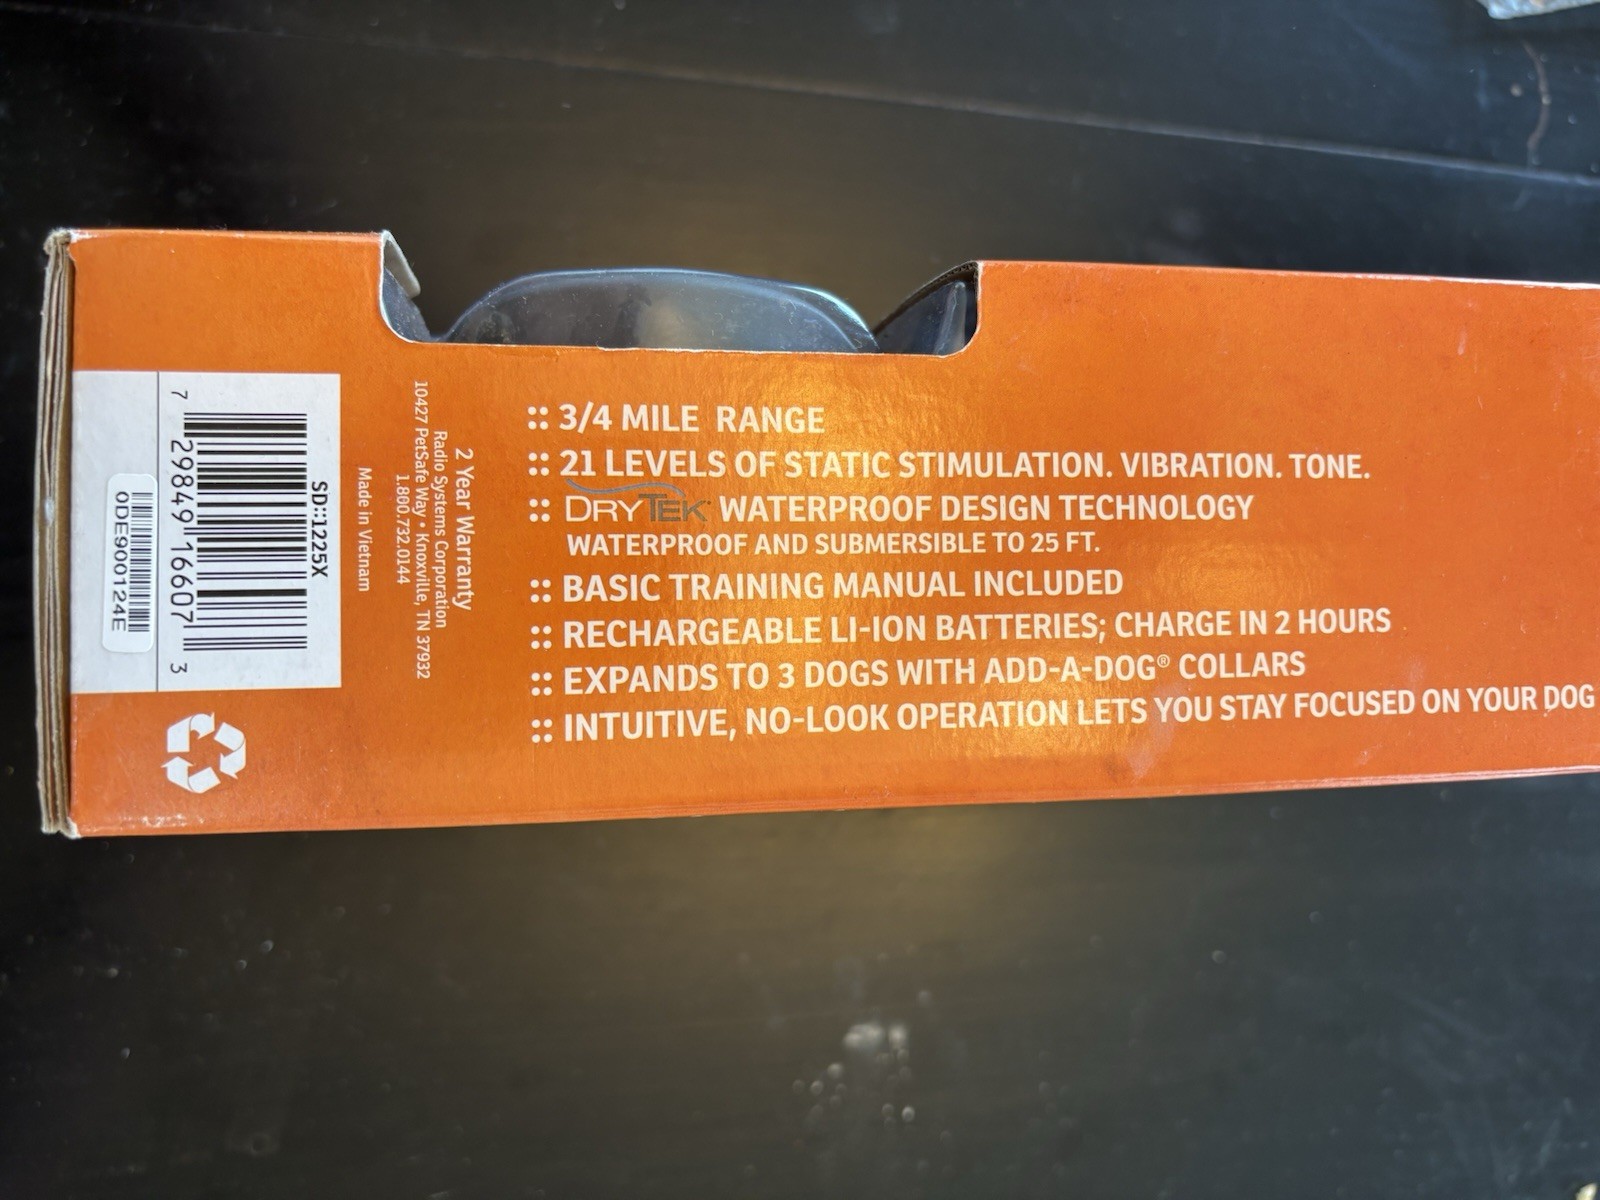 :: 3/4 MILE RANGE
:: 21 LEVELS OF STATIC STIMULATION. VIBRATION. TONE.
:: DRYTEK WATERPROOF DESIGN TECHNOLOGY
WATERPROOF AND SUBMERSIBLE TO 25 FT.
:: BASIC TRAINING MANUAL INCLUDED
:: RECHARGEABLE LI-ION BATTERIES; CHARGE IN 2 HOURS
:: EXPANDS TO 3 DOGS WITH ADD-A-DOG® COLLARS
:: INTUITIVE, NO-LOOK OPERATION LETS YOU STAY FOCUSED ON YOUR DOG
2 Year Warranty
Radio Systems Corporation
10427 PetSafe Way • Knoxville, TN 37932
1.800.732.0144
Made in Vietnam
SD::1225X
7 29849 16607 3
0DE900124E